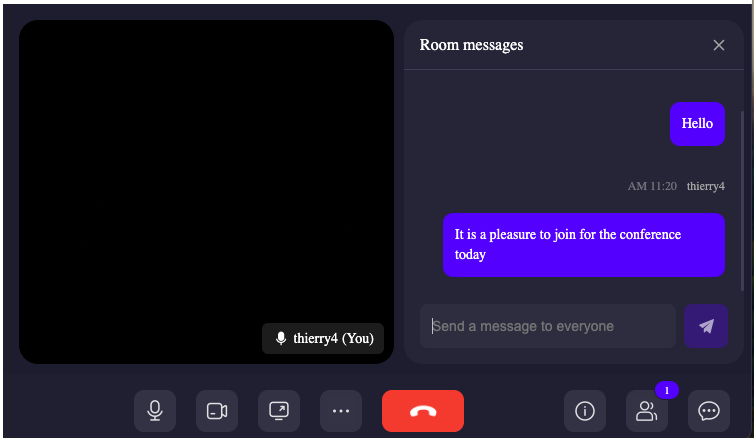 Room messages
Hello
AM 11:20 thierry4
It is a pleasure to join for the conference
today
Send a message to everyone
thierry4 (You)
1